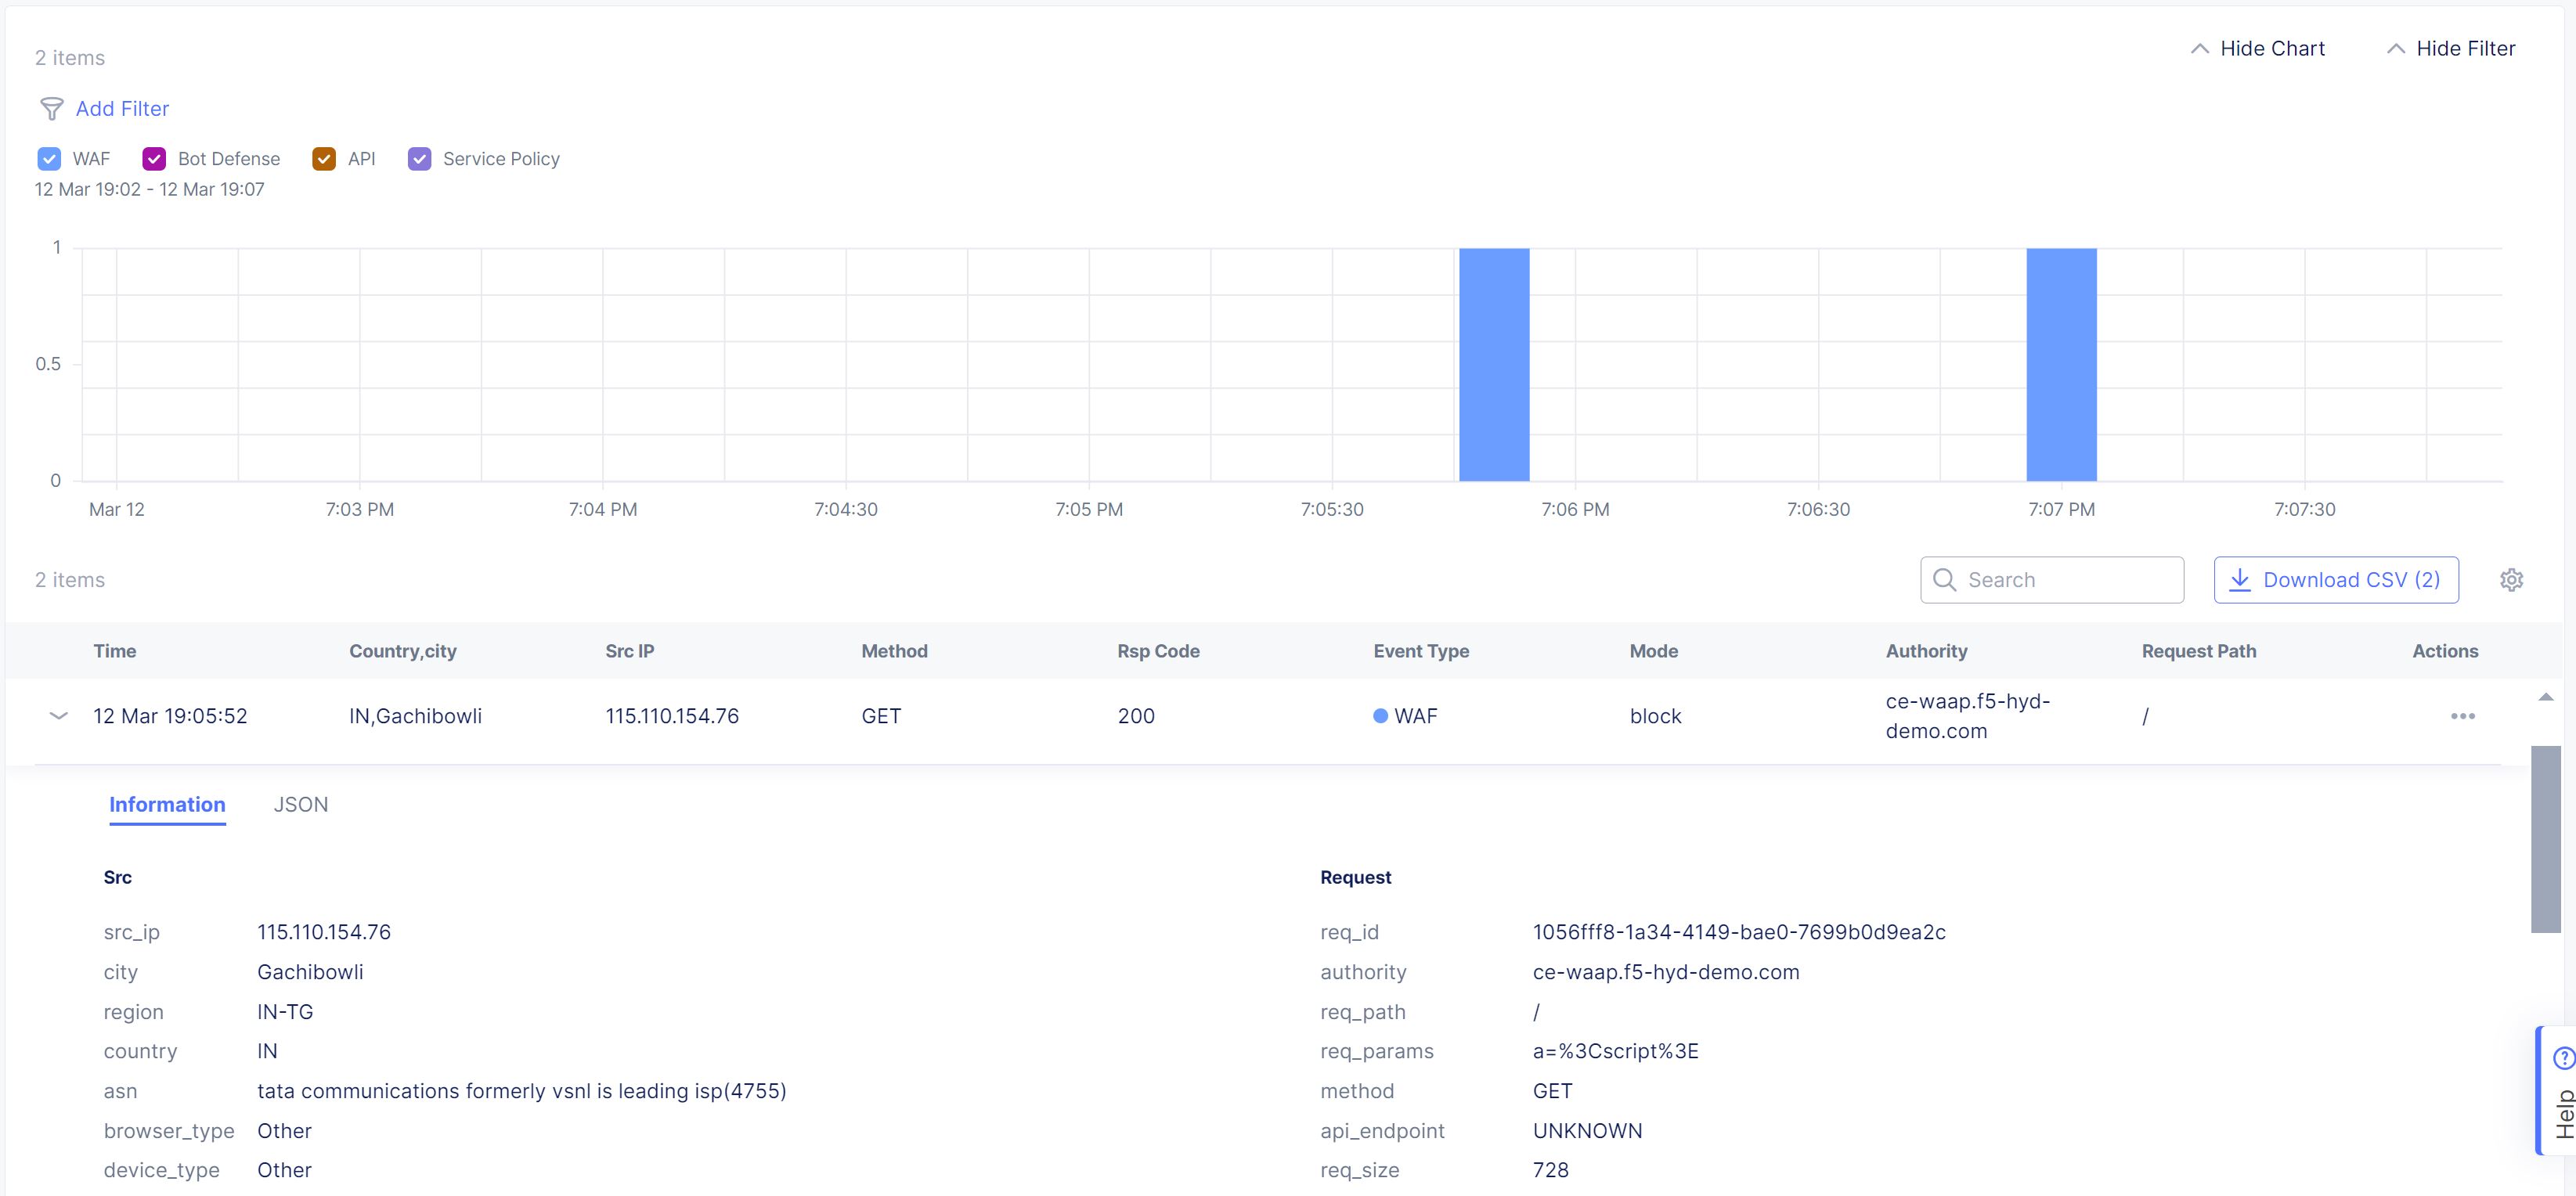 2 items
Hide Chart Hide Filter
Add Filter
WAF Bot Defense API Service Policy
12 Mar 19:02 - 12 Mar 19:07
1
0.5
0
Mar 12 7:03 PM 7:04 PM 7:04:30 7:05 PM 7:05:30 7:06 PM 7:06:30 7:07 PM 7:07:30
2 items Search Download CSV (2)
Time Country,city Src IP Method Rsp Code Event Type Mode Authority Request Path Actions
12 Mar 19:05:52 IN,Gachibowli 115.110.154.76 GET 200 WAF block ce-waap.f5-hyd-
demo.com /
Information JSON
Src
src_ip 115.110.154.76
city Gachibowli
region IN-TG
country IN
asn tata communications formerly vsnl is leading isp(4755)
browser_type Other
device_type Other
Request
req_id 1056fff8-1a34-4149-bae0-7699b0d9ea2c
authority ce-waap.f5-hyd-demo.com
req_path /
req_params a=%3Cscript%3E
method GET
api_endpoint UNKNOWN
req_size 728
Help